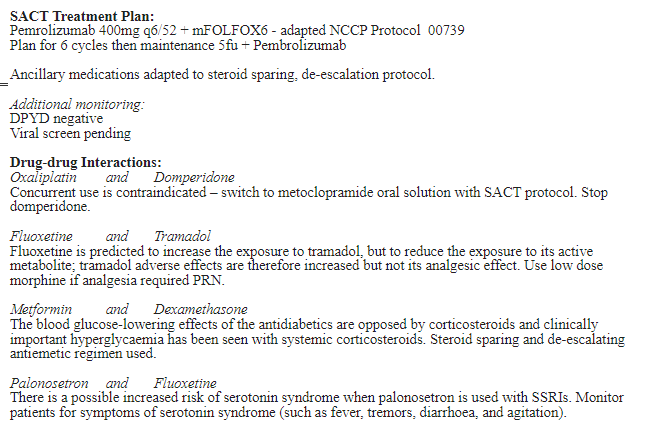 SACT Treatment Plan:
Pemrolizumab 400mg q6/52 + mFOLFOX6 - adapted NCCP Protocol 00739
Plan for 6 cycles then maintenance 5fu + Pembrolizumab
Ancillary medications adapted to steroid sparing, de-escalation protocol.
Additional monitoring:
DPYD negative
Viral screen pending
Drug-drug Interactions:
Oxaliplatin and Domperidone
Concurrent use is contraindicated – switch to metoclopramide oral solution with SACT protocol. Stop
domperidone.
Fluoxetine and Tramadol
Fluoxetine is predicted to increase the exposure to tramadol, but to reduce the exposure to its active
metabolite; tramadol adverse effects are therefore increased but not its analgesic effect. Use low dose
morphine if analgesia required PRN.
Metformin and Dexamethasone
The blood glucose-lowering effects of the antidiabetics are opposed by corticosteroids and clinically
important hyperglycaemia has been seen with systemic corticosteroids. Steroid sparing and de-escalating
antiemetic regimen used.
Palonosetron and Fluoxetine
There is a possible increased risk of serotonin syndrome when palonosetron is used with SSRIs. Monitor
patients for symptoms of serotonin syndrome (such as fever, tremors, diarrhoea, and agitation).